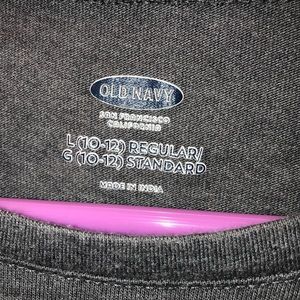 OLD NAVY
SAN FRANCISCO
CALIFORNIA
L (10-12) REGULAR/
G (10-12) STANDARD
MADE IN INDIA